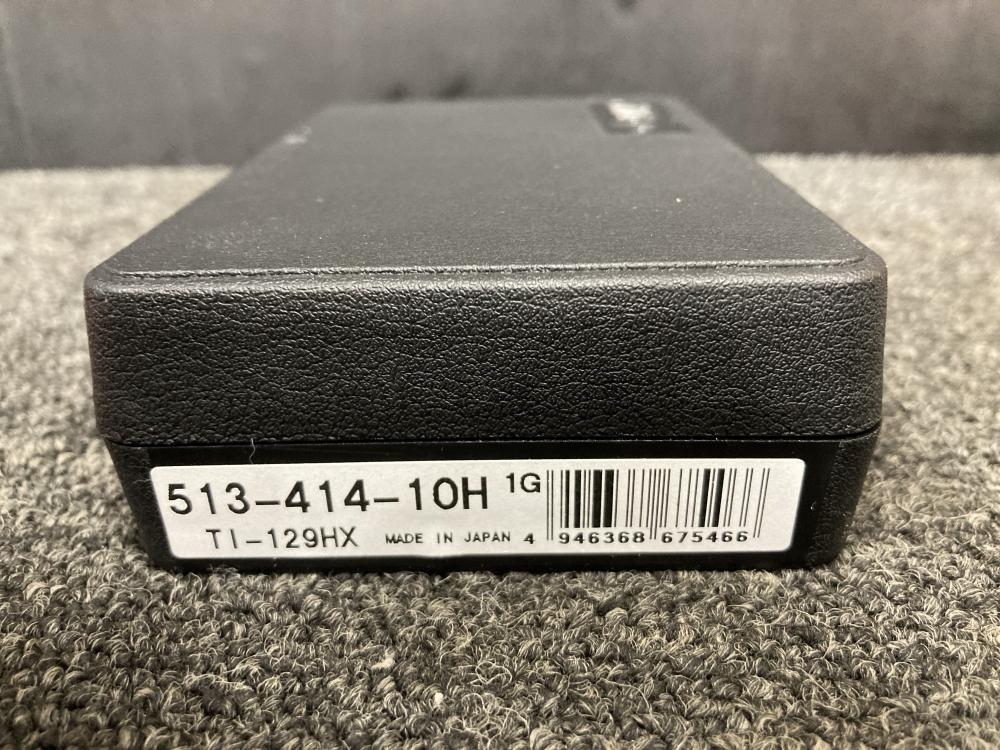 513-414-10H 1G
TI-129HX MADE IN JAPAN 4 946368 675466